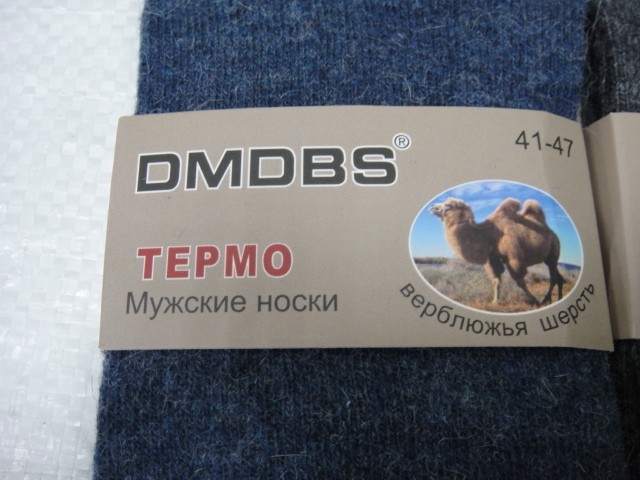 DMDBS®
41-47
ТЕРМО
Мужские носки
верблюжья шерсть